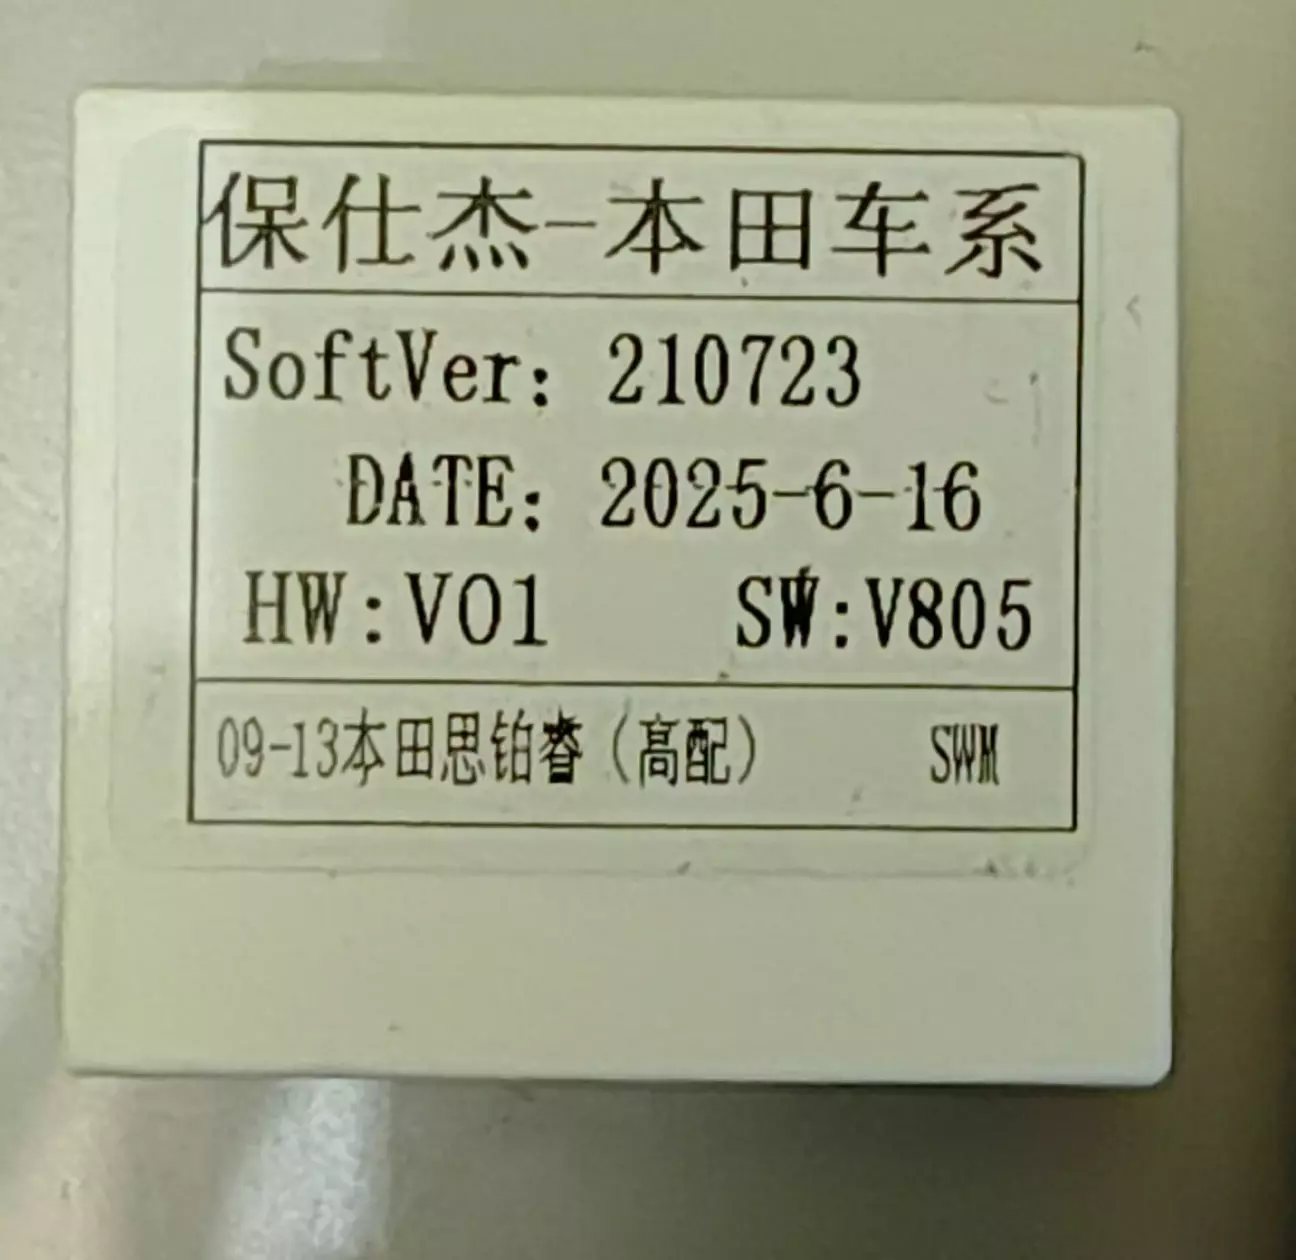 保仕杰-本田车系
SoftVer: 210723
DATE: 2025-6-16
HW:V01 SW:V805
09-13本田思铂睿（高配） SWM